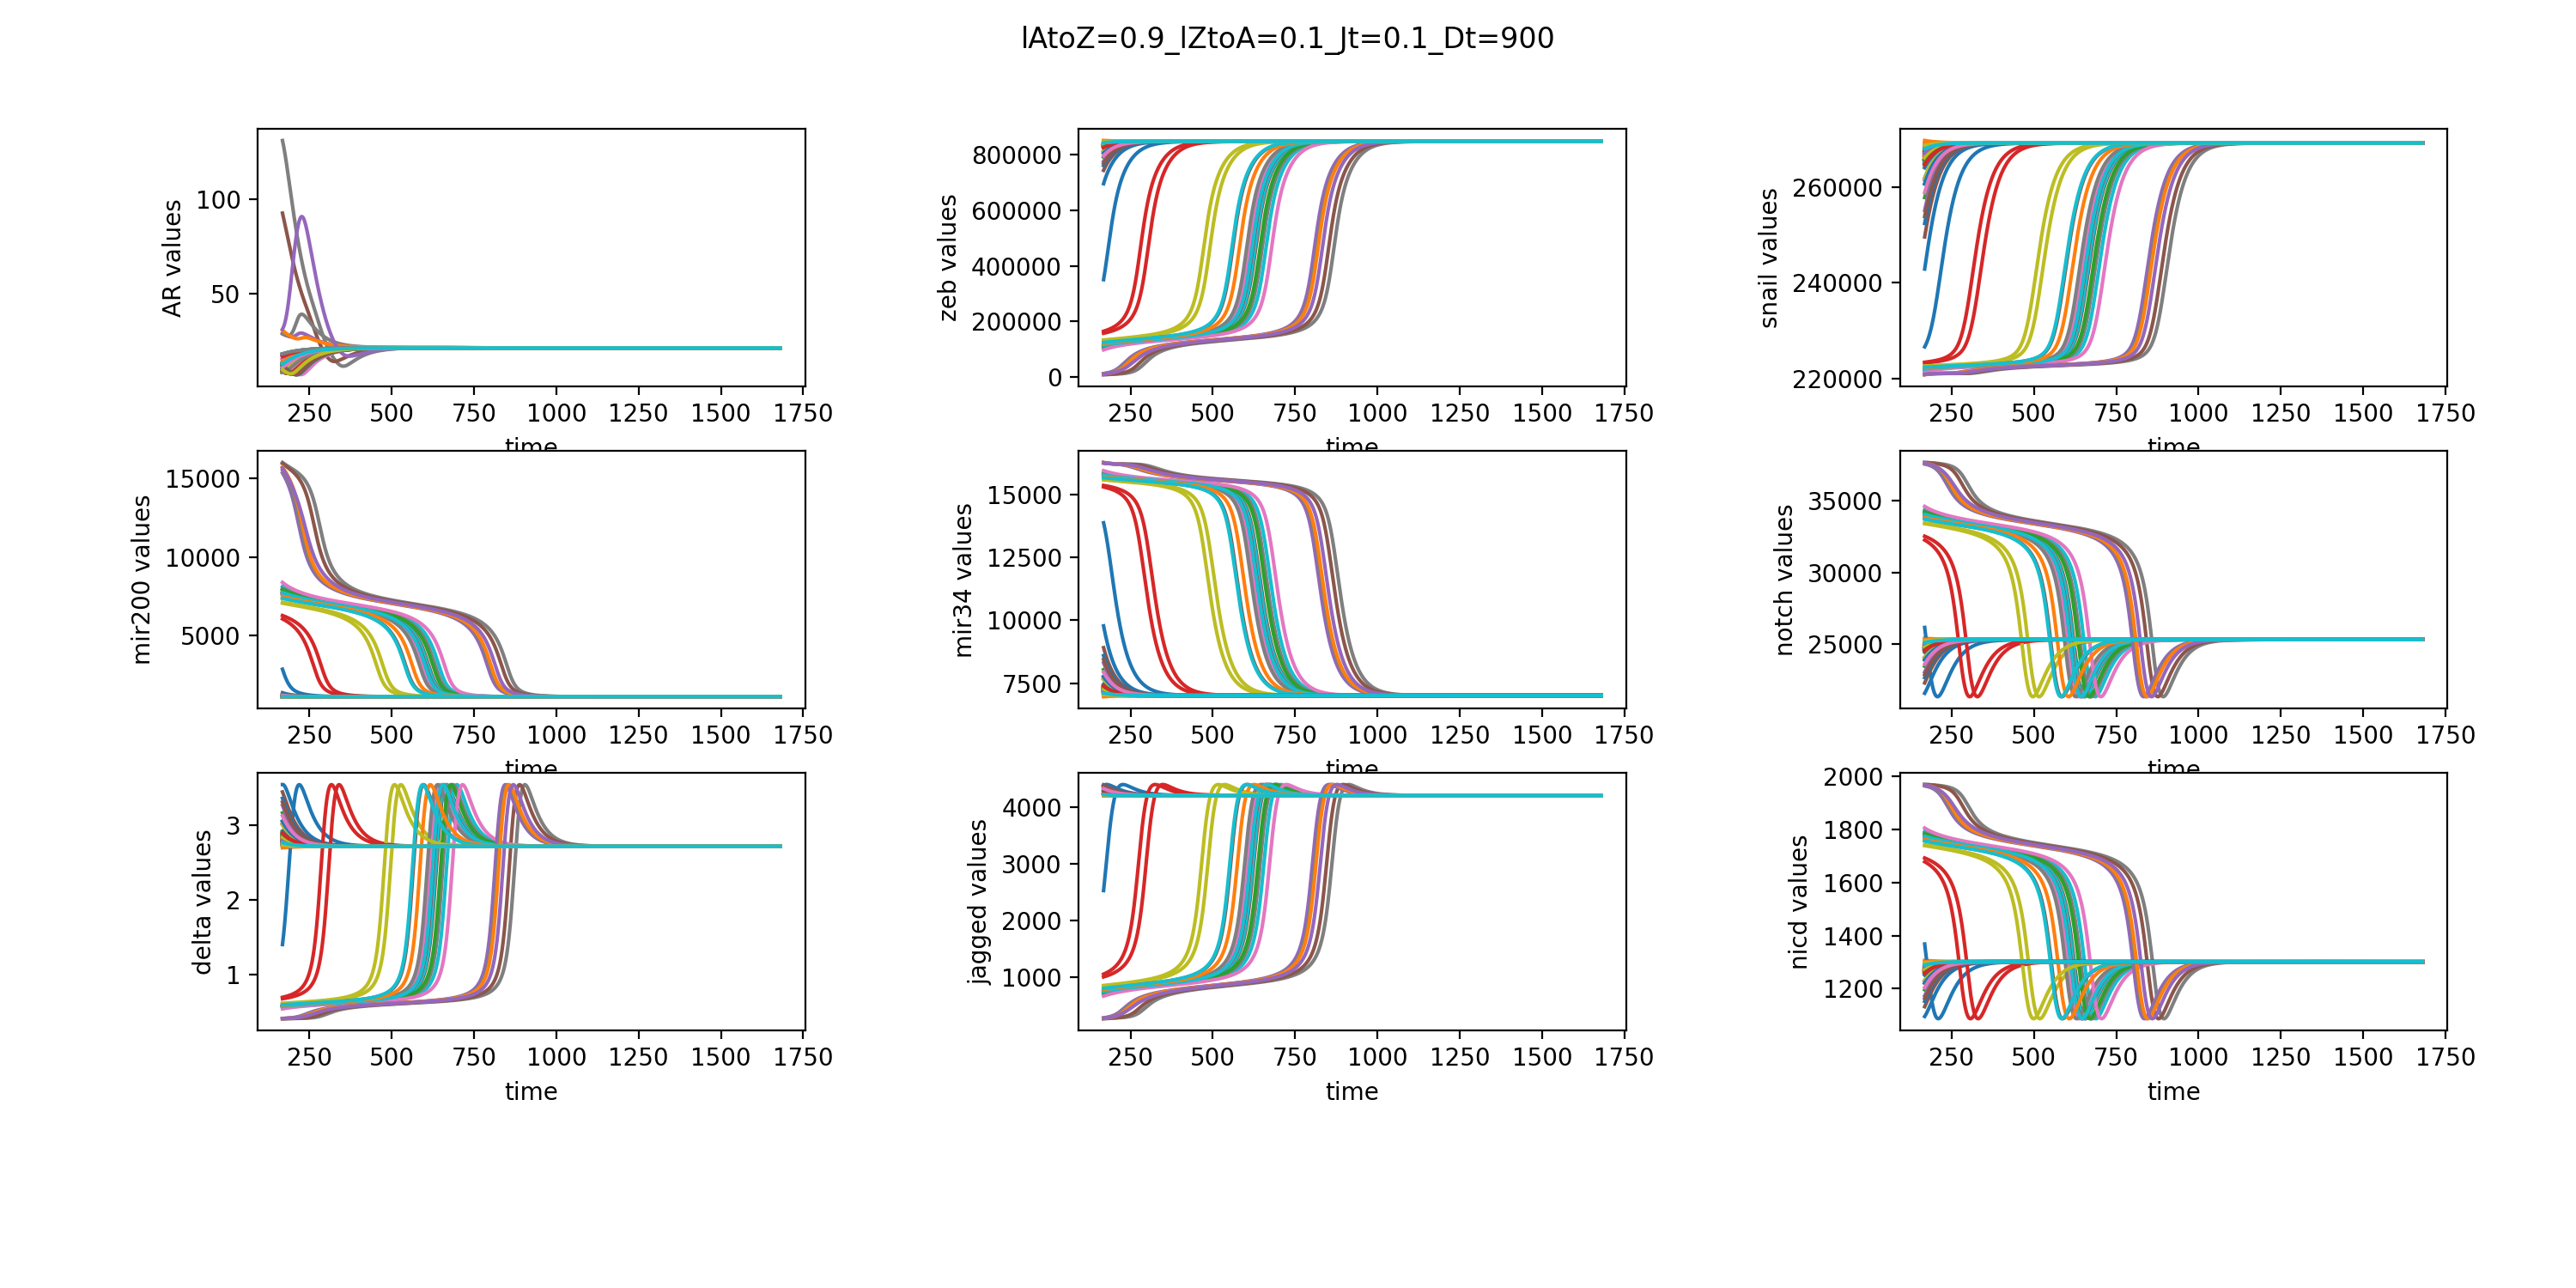 lAtoZ=0.9_lZtoA=0.1_Jt=0.1_Dt=900
AR values
100
50
250 500 750 1000 1250 1500 1750
time
zeb values
800000
600000
400000
200000
0
250 500 750 1000 1250 1500 1750
time
snail values
260000
240000
220000
250 500 750 1000 1250 1500 1750
time
mir200 values
15000
10000
5000
250 500 750 1000 1250 1500 1750
time
mir34 values
15000
12500
10000
7500
250 500 750 1000 1250 1500 1750
time
notch values
35000
30000
25000
250 500 750 1000 1250 1500 1750
time
delta values
3
2
1
250 500 750 1000 1250 1500 1750
time
jagged values
4000
3000
2000
1000
250 500 750 1000 1250 1500 1750
time
nicd values
2000
1800
1600
1400
1200
250 500 750 1000 1250 1500 1750
time